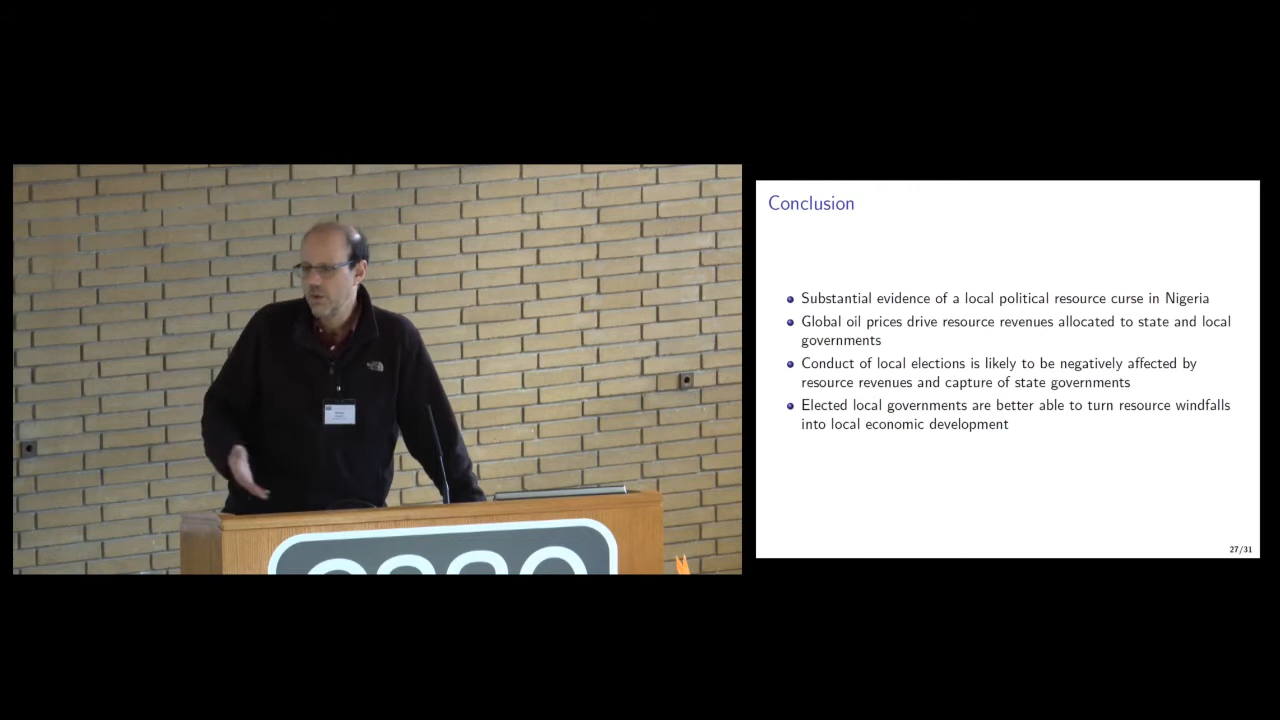 Conclusion
Substantial evidence of a local political resource curse in Nigeria
Global oil prices drive resource revenues allocated to state and local
governments
Conduct of local elections is likely to be negatively affected by
resource revenues and capture of state governments
Elected local governments are better able to turn resource windfalls
into local economic development
27/31